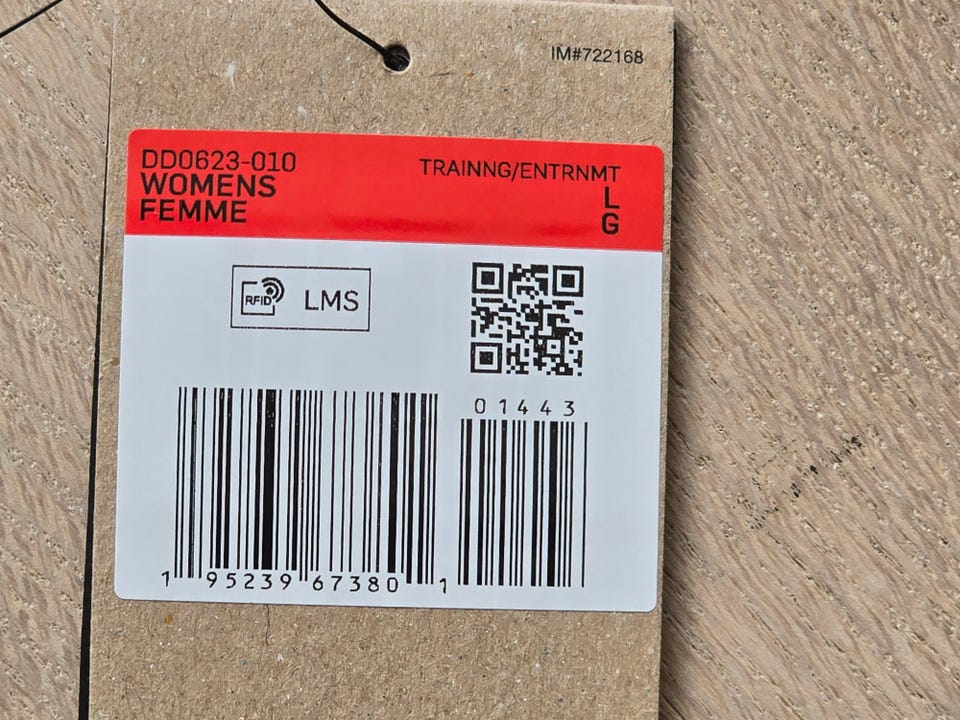 IM#722168
DD0623-010
TRAINNG/ENTRNMT
WOMENS
L
FEMME
G
RFID LMS
01443
1 95239 67380 1